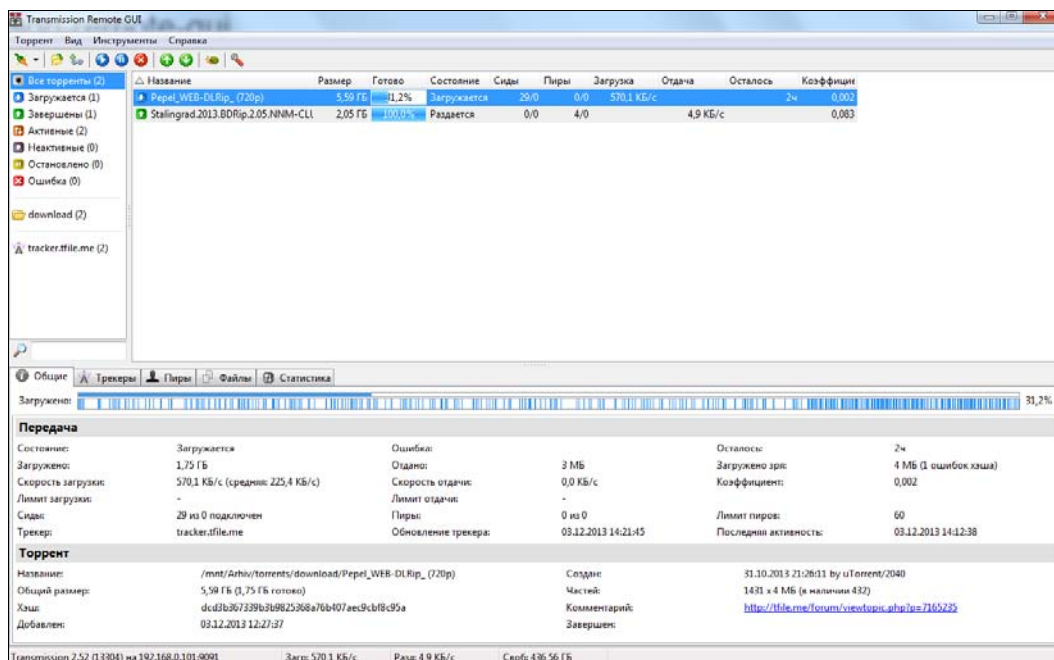 Transmission Remote GUI
Торрент Вид Инструменты Справка
Все торренты (2)
Загружается (1)
Завершены (1)
Активные (2)
Неактивные (0)
Остановлено (0)
Ошибка (0)
download (2)
tracker.tfile.me (2)
Название Размер Готово Состояние Сиды Пиры Загрузка Отдача Осталось Коэффицие
Pepel_WEB-DLRip_ (720p) 5,59 ГБ 31,2% Загружается 29/0 0/0 570,1 КБ/с 2ч 0,002
Stalingrad.2013.BDRip.2.05.NNM-CLU 2,05 ГБ 100,0% Раздается 0/0 4/0 4,9 КБ/с 0,083
Общие Трекеры Пиры Файлы Статистика
Загружено: 31,2%
Передача
Состояние: Загружается Ошибка: Осталось: 2ч
Загружено: 1,75 ГБ Отдано: 3 МБ Загружено зря: 4 МБ (1 ошибок хэша)
Скорость загрузки: 570,1 КБ/с (средняя: 225,4 КБ/с) Скорость отдачи: 0,0 КБ/с Коэффициент: 0,002
Лимит загрузки: - Лимит отдачи: -
Сиды: 29 из 0 подключен Пиры: 0 из 0 Лимит пиров: 60
Трекер: tracker.tfile.me Обновление трекера: 03.12.2013 14:21:45 Последняя активность: 03.12.2013 14:12:38
Торрент
Название: /mnt/Arhiv/torrents/download/Pepel_WEB-DLRip_ (720p) Создан: 31.10.2013 21:26:11 by uTorrent/2040
Общий размер: 5,59 ГБ (1,75 ГБ готово) Частей: 1431 x 4 МБ (в наличии 432)
Хэш: dcd3b367339b3b9825368a76b407aec9cbf8c95a Комментарий: http://tfile.me/forum/viewtopic.php?p=7165235
Добавлен: 03.12.2013 12:27:37 Завершен:
Transmission 2.52 (13304) на 192.168.0.101:9091 Загр: 570,1 КБ/с Разд: 4,9 КБ/с Своб: 436,56 ГБ